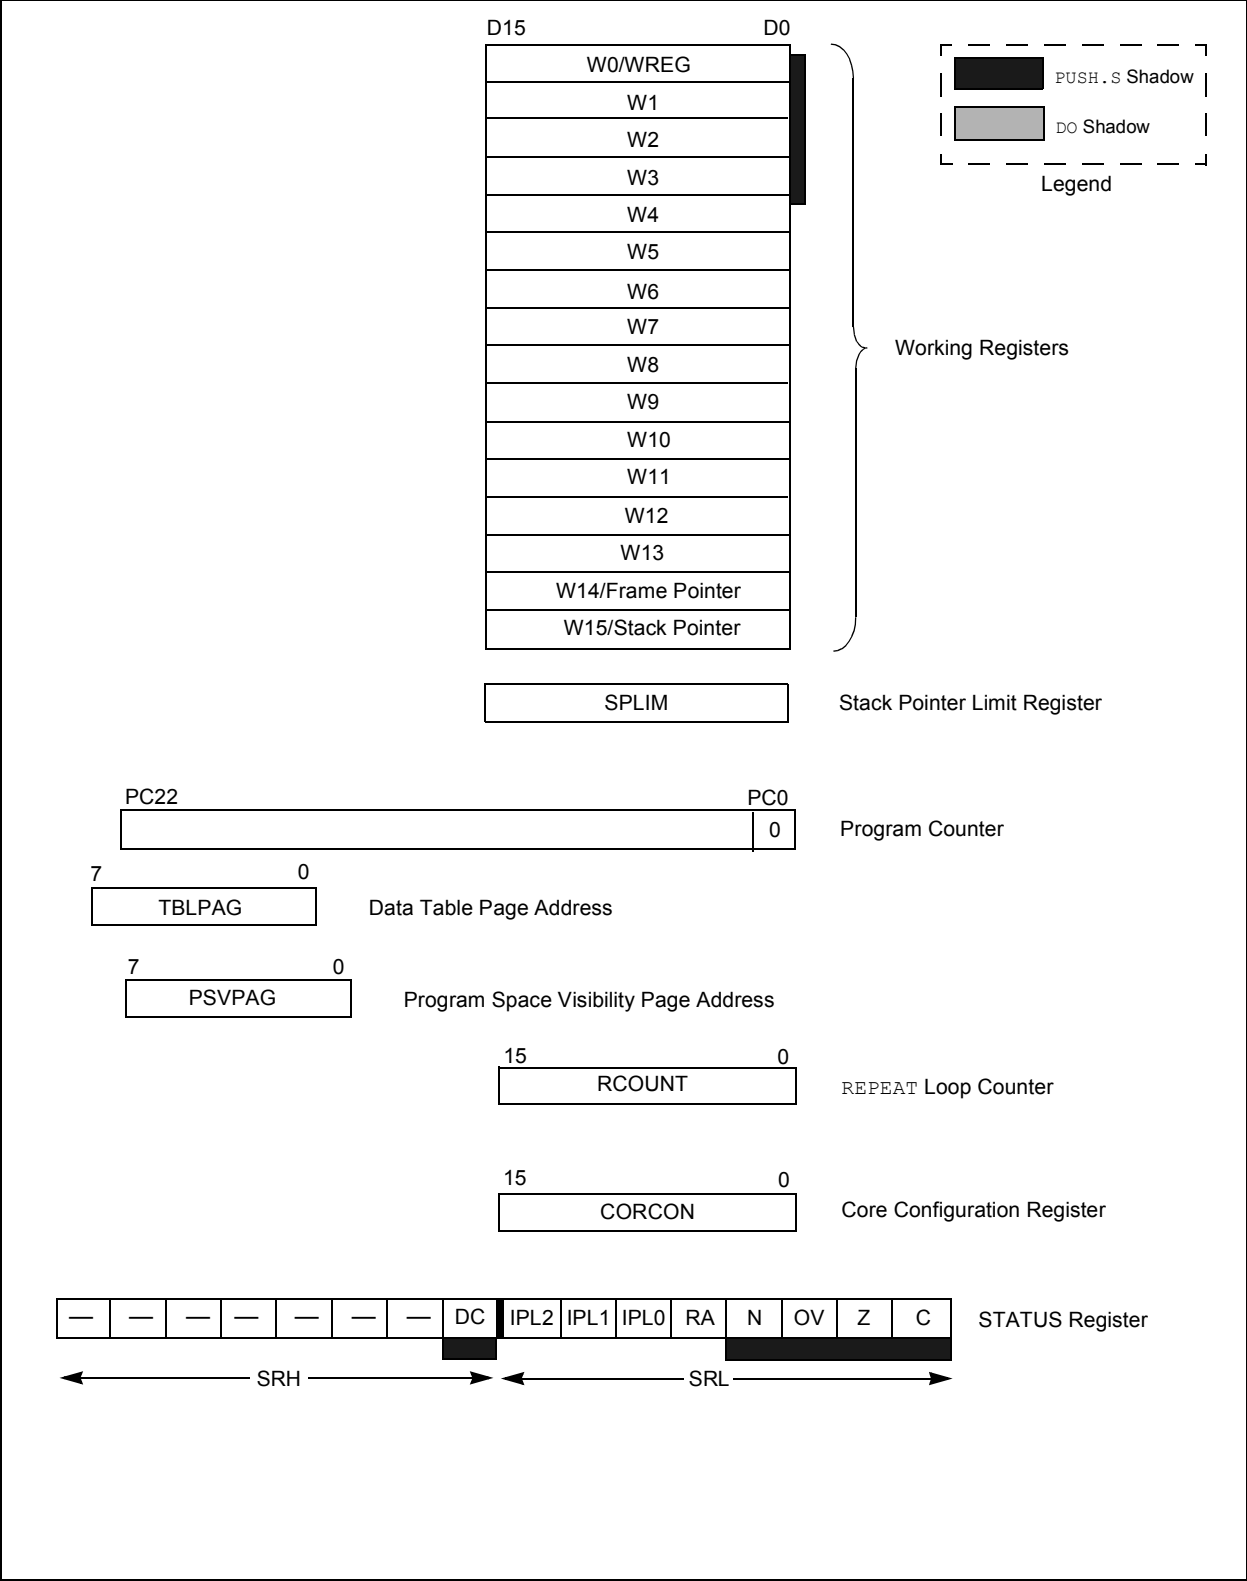 D15 D0
W0/WREG
W1
W2
W3
W4
W5
W6
W7
W8
W9
W10
W11
W12
W13
W14/Frame Pointer
W15/Stack Pointer
PUSH.S Shadow
DO Shadow
Legend
Working Registers
SPLIM Stack Pointer Limit Register
PC22 PC0
0 Program Counter
7 0
TBLPAG Data Table Page Address
7 0
PSVPAG Program Space Visibility Page Address
15 0
RCOUNT REPEAT Loop Counter
15 0
CORCON Core Configuration Register
— — — — — — — DC IPL2 IPL1 IPL0 RA N OV Z C STATUS Register
SRH SRL